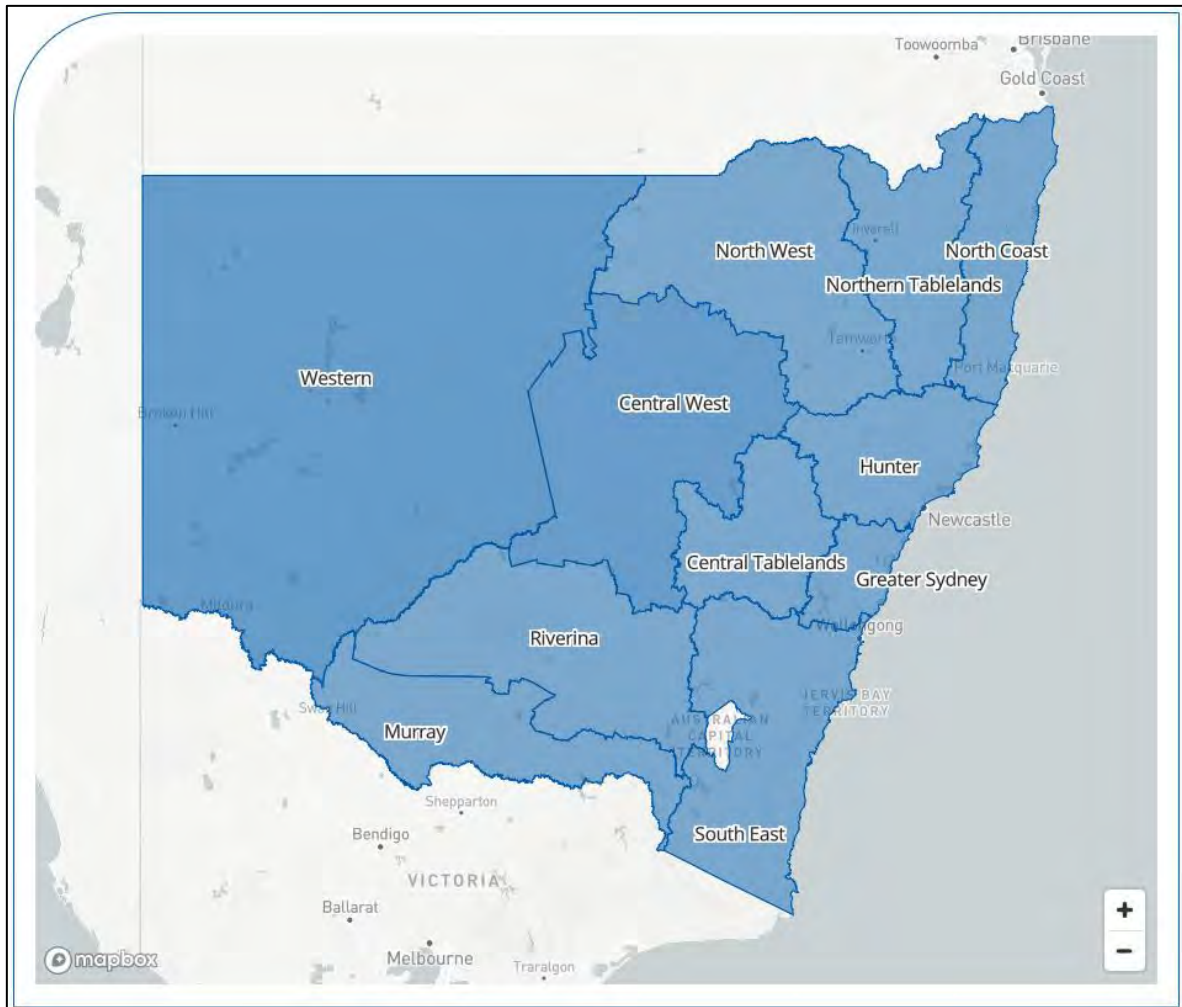 Toowoomba
Brisbane
Gold Coast
Inverell
North West
North Coast
Northern Tablelands
Tamworth
Port Macquarie
Western
Central West
Broken Hill
Hunter
Newcastle
Central Tablelands
Greater Sydney
Mildura
Wollongong
Riverina
JERVIS BAY
TERRITORY
Swan Hill
AUSTRALIAN
CAPITAL
TERRITORY
Murray
Shepparton
Bendigo
South East
VICTORIA
Ballarat
Melbourne
Traralgon
mapbox
+
−